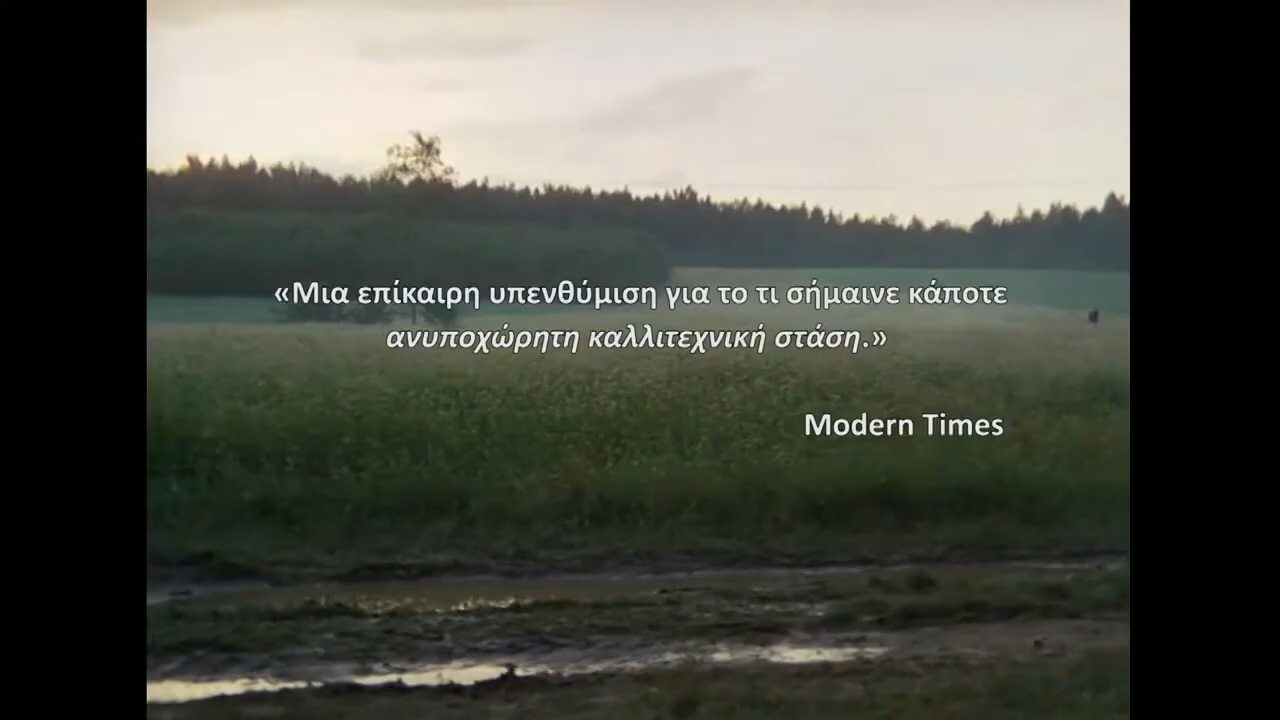 «Μια επίκαιρη υπενθύμιση για το τι σήμαινε κάποτε
ανυποχώρητη καλλιτεχνική στάση.»
Modern Times